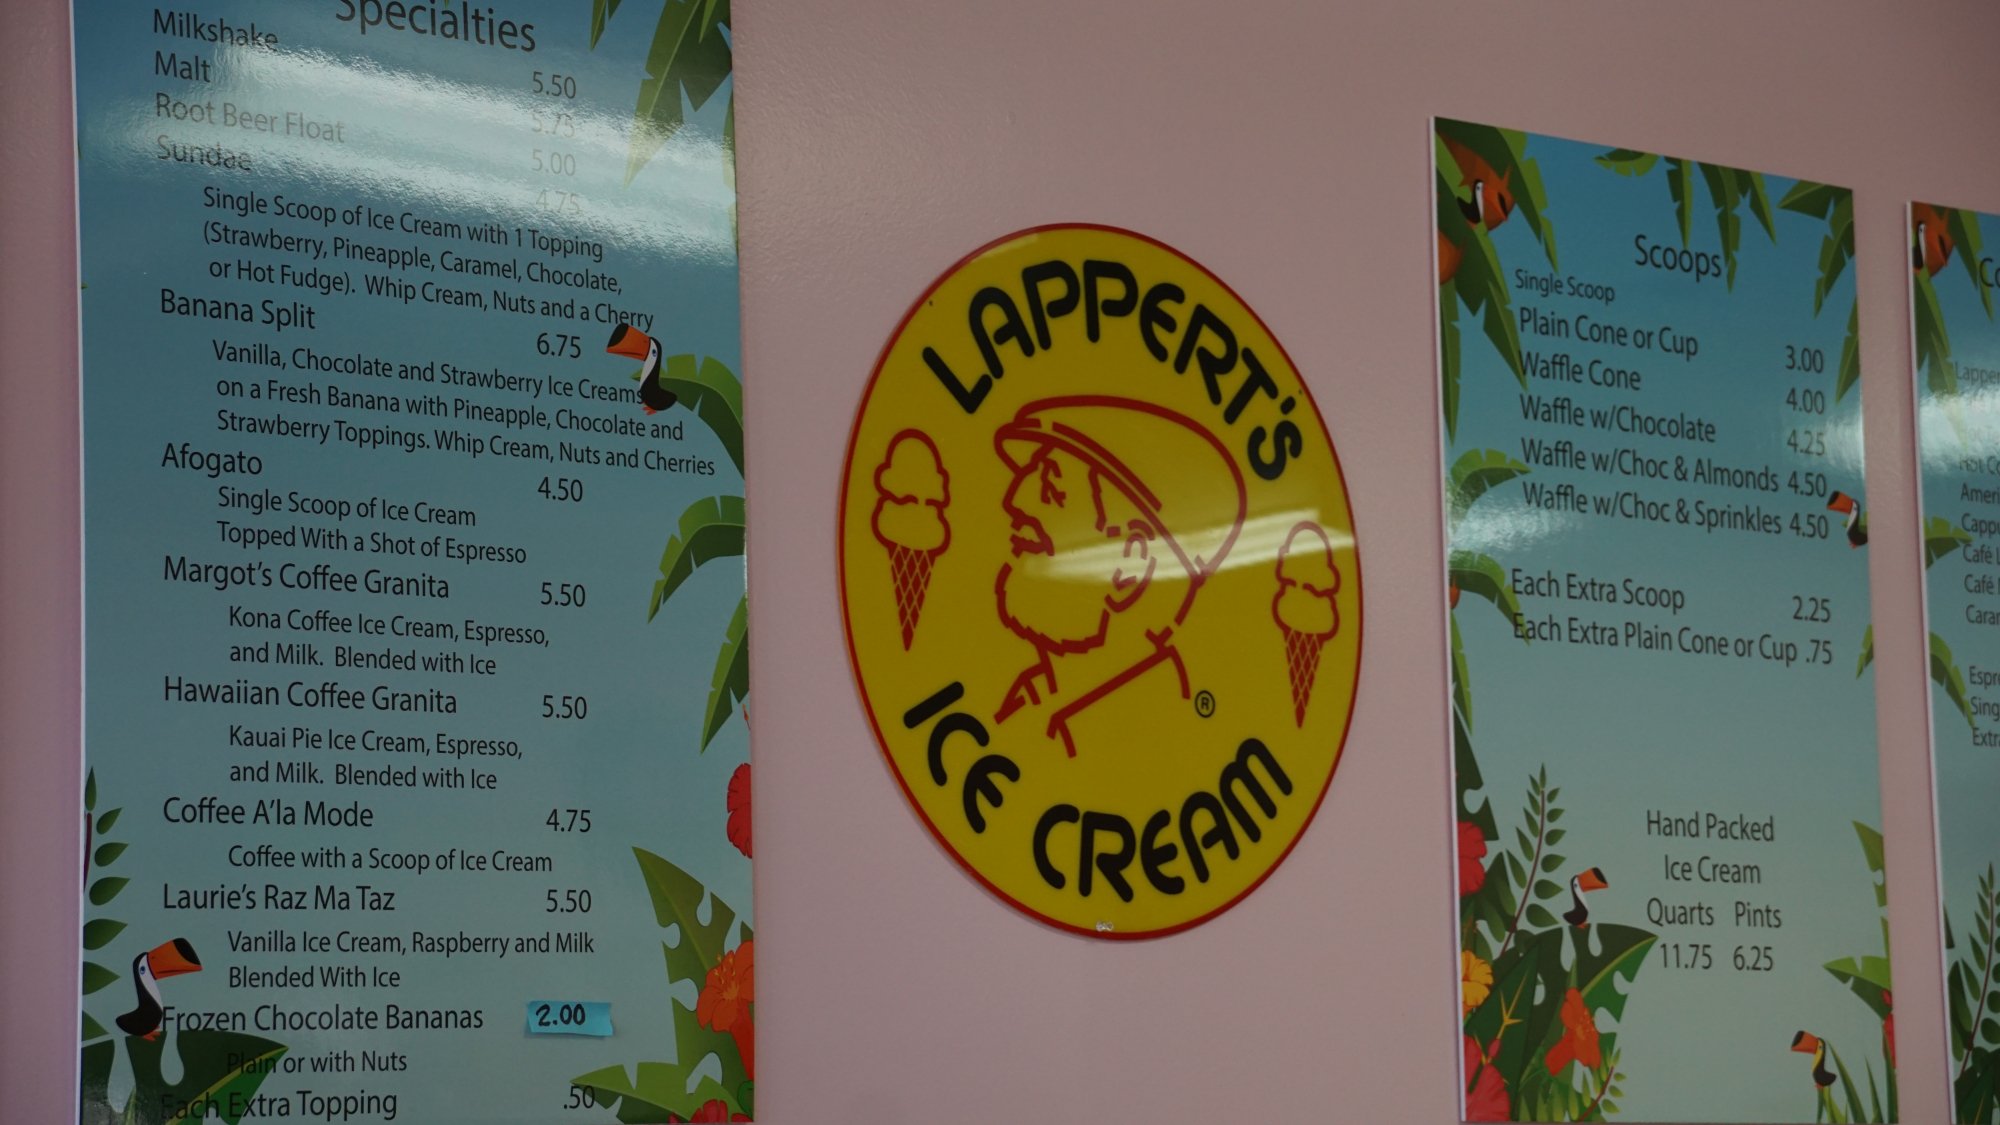 Specialties
Milkshake 5.50
Malt 5.75
Root Beer Float 5.00
Sundae 4.75
Single Scoop of Ice Cream with 1 Topping
(Strawberry, Pineapple, Caramel, Chocolate,
or Hot Fudge). Whip Cream, Nuts and a Cherry
Banana Split 6.75
Vanilla, Chocolate and Strawberry Ice Creams
on a Fresh Banana with Pineapple, Chocolate and
Strawberry Toppings. Whip Cream, Nuts and Cherries
Afogato 4.50
Single Scoop of Ice Cream
Topped With a Shot of Espresso
Margot's Coffee Granita 5.50
Kona Coffee Ice Cream, Espresso,
and Milk. Blended with Ice
Hawaiian Coffee Granita 5.50
Kauai Pie Ice Cream, Espresso,
and Milk. Blended with Ice
Coffee A'la Mode 4.75
Coffee with a Scoop of Ice Cream
Laurie's Raz Ma Taz 5.50
Vanilla Ice Cream, Raspberry and Milk
Blended With Ice
Frozen Chocolate Bananas 2.00
Plain or with Nuts
Each Extra Topping .50
LAPPERT'S
ICE CREAM
®
Scoops
Single Scoop
Plain Cone or Cup 3.00
Waffle Cone 4.00
Waffle w/Chocolate 4.25
Waffle w/Choc & Almonds 4.50
Waffle w/Choc & Sprinkles 4.50
Each Extra Scoop 2.25
Each Extra Plain Cone or Cup .75
Hand Packed
Ice Cream
Quarts Pints
11.75 6.25
Café
Café